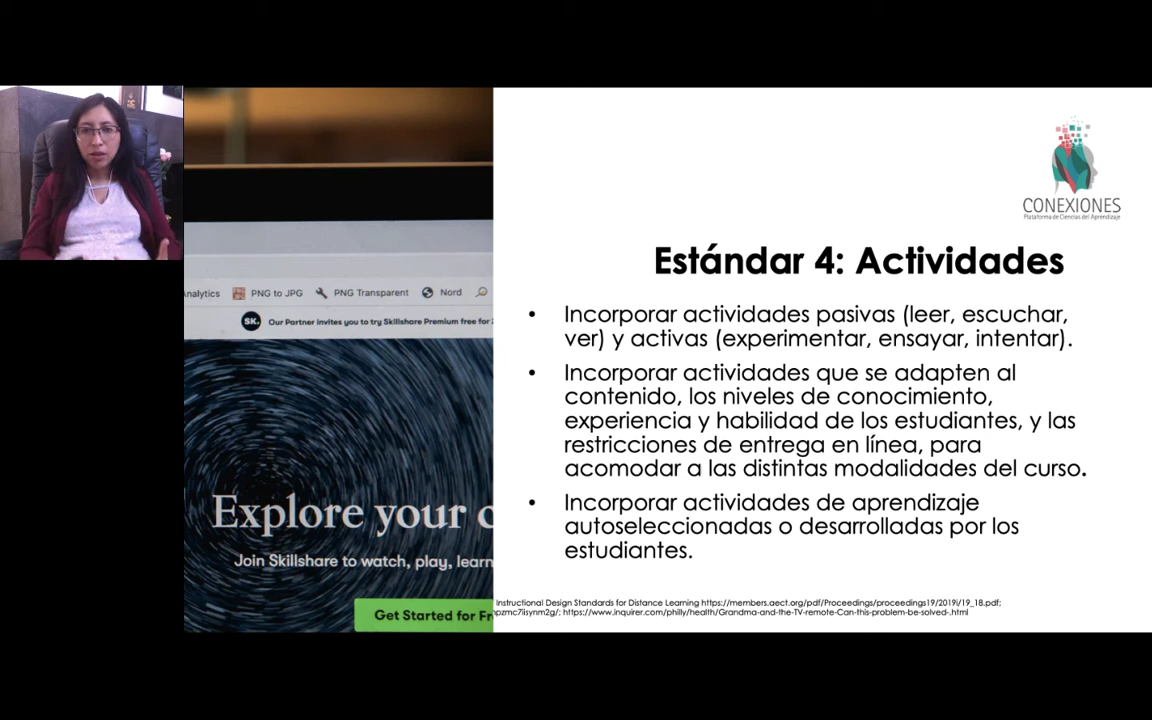 CONEXIONES
Plataforma de Ciencias del Aprendizaje
Estándar 4: Actividades
• Incorporar actividades pasivas (leer, escuchar,
ver) y activas (experimentar, ensayar, intentar).
• Incorporar actividades que se adapten al
contenido, los niveles de conocimiento,
experiencia y habilidad de los estudiantes, y las
restricciones de entrega en línea, para
acomodar a las distintas modalidades del curso.
• Incorporar actividades de aprendizaje
autoseleccionadas o desarrolladas por los
estudiantes.
Analytics PNG to JPG PNG Transparent Nord
SK. Our Partner invites you to try Skillshare Premium free for
Explore your
Join Skillshare to watch, play, learn
Get Started for Fr
Instructional Design Standards for Distance Learning https://members.aect.org/pdf/Proceedings/proceedings19/2019i/19_18.pdf;
https://www.inquirer.com/philly/health/Grandma-and-the-TV-remote-Can-this-problem-be-solved-.html